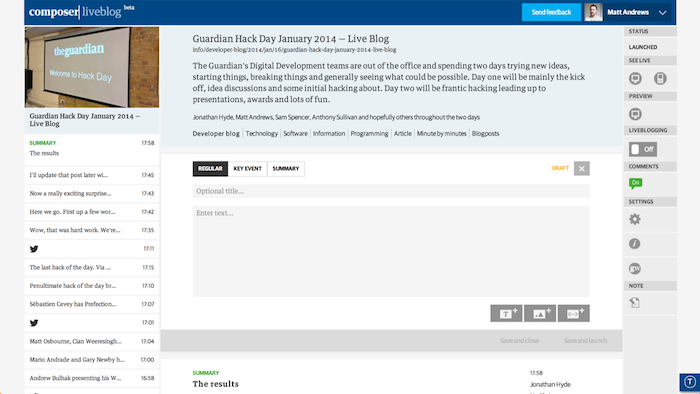 composer liveblog beta
Send feedback
Matt Andrews
theguardian
Welcome to Hack Day
Guardian Hack Day January 2014 –
Live Blog
SUMMARY 17:58
The results
I'll update that post later wi... 17:45
Now a really exciting surprise... 17:43
Here we go. First up a few wor... 17:42
Wow, that was hard work. We're... 17:35
17:11
The last hack of the day. Via ... 17:15
Penultimate hack of the day br... 17:10
Sébastien Cevey has Prefection... 17:07
17:01
Matt Osbourne, Cian Weeresingh... 17:04
Mario Andrade and Gary Newby h... 17:00
Andrew Bulhak presenting his W... 16:58
Guardian Hack Day January 2014 – Live Blog
info/developer-blog/2014/jan/16/guardian-hack-day-january-2014-live-blog
The Guardian's Digital Development teams are out of the office and spending two days trying new ideas,
starting things, breaking things and generally seeing what could be possible. Day one will be mainly the kick
off, idea discussions and some initial hacking about. Day two will be frantic hacking leading up to
presentations, awards and lots of fun.
Jonathan Hyde, Matt Andrews, Sam Spencer, Anthony Sullivan and hopefully others throughout the two days
Developer blog Technology Software Information Programming Article Minute by minutes Blogposts
REGULAR KEY EVENT SUMMARY DRAFT
Optional title...
Enter text...
T+
Save and close Save and launch
SUMMARY 17:58
The results Jonathan Hyde
STATUS
LAUNCHED
SEE LIVE
PREVIEW
LIVEBLOGGING
Off
COMMENTS
On
SETTINGS
i
gw
NOTE
T